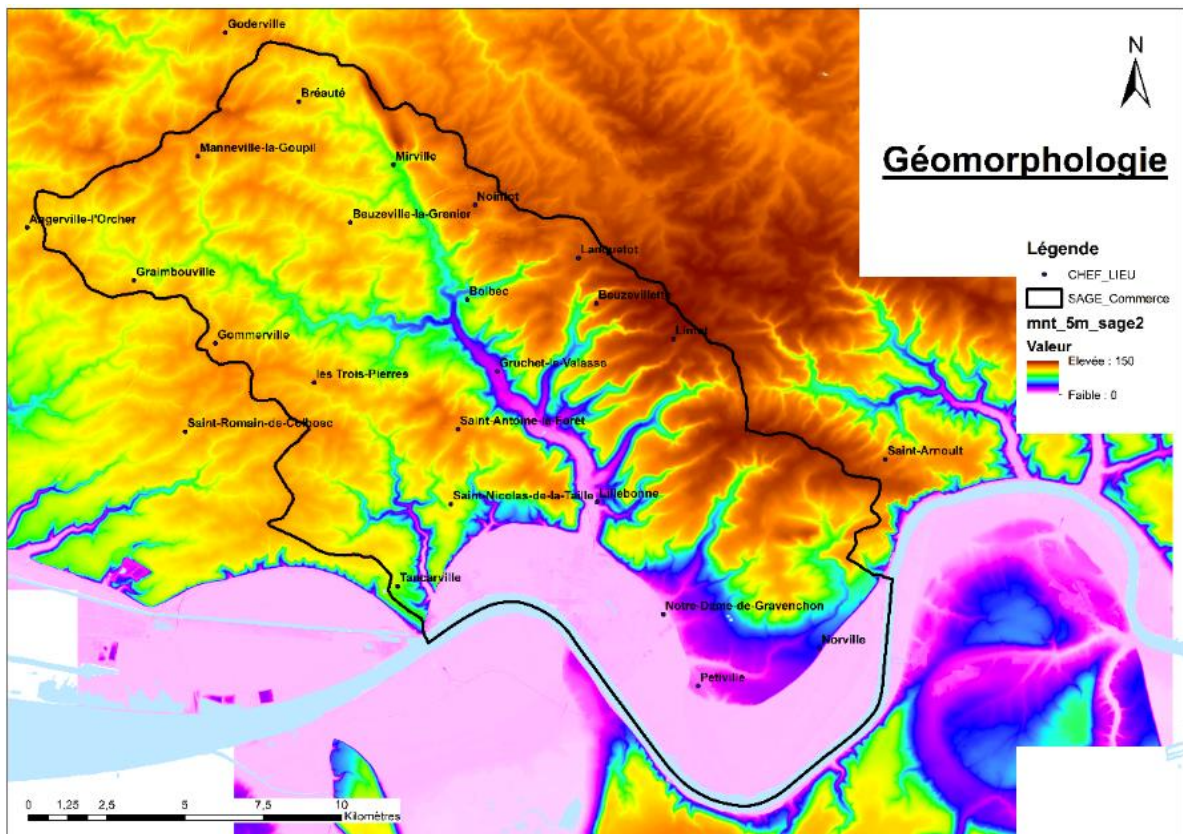 Goderville
N
Bréauté
Manneville-la-Goupil
Mirville
Géomorphologie
Nointot
Angerville-l'Orcher
Beuzeville-la-Grenier
Lanquetot
Légende
CHEF_LIEU
SAGE_Commerce
mnt_5m_sage2
Valeur
Elevée : 150
Faible : 0
Graimbouville
Bolbec
Beuzevillette
Gommerville
Lintot
Gruchet-le-Valasse
les Trois-Pierres
Saint-Romain-de-Colbosc
Saint-Antoine-la-Forêt
Saint-Arnoult
Saint-Nicolas-de-la-Taille
Lillebonne
Tancarville
Notre-Dame-de-Gravenchon
Norville
Petiville
0 1,25 2,5 5 7,5 10
Kilomètres